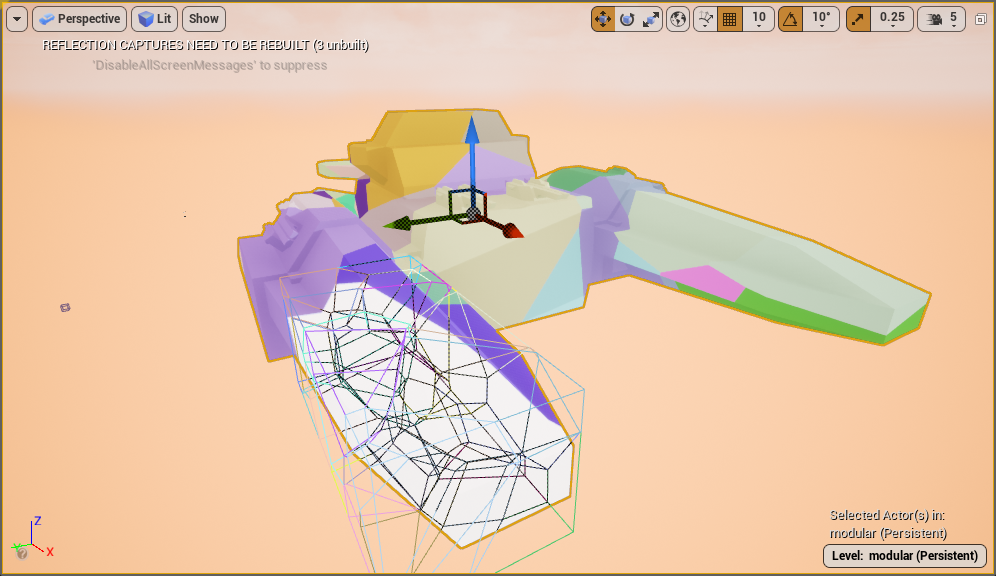 Perspective
Lit
Show
10
10°
0.25
5
REFLECTION CAPTURES NEED TO BE REBUILT (3 unbuilt)
'DisableAllScreenMessages' to suppress
Z
X
Y
?
Selected Actor(s) in:
modular (Persistent)
Level: modular (Persistent)